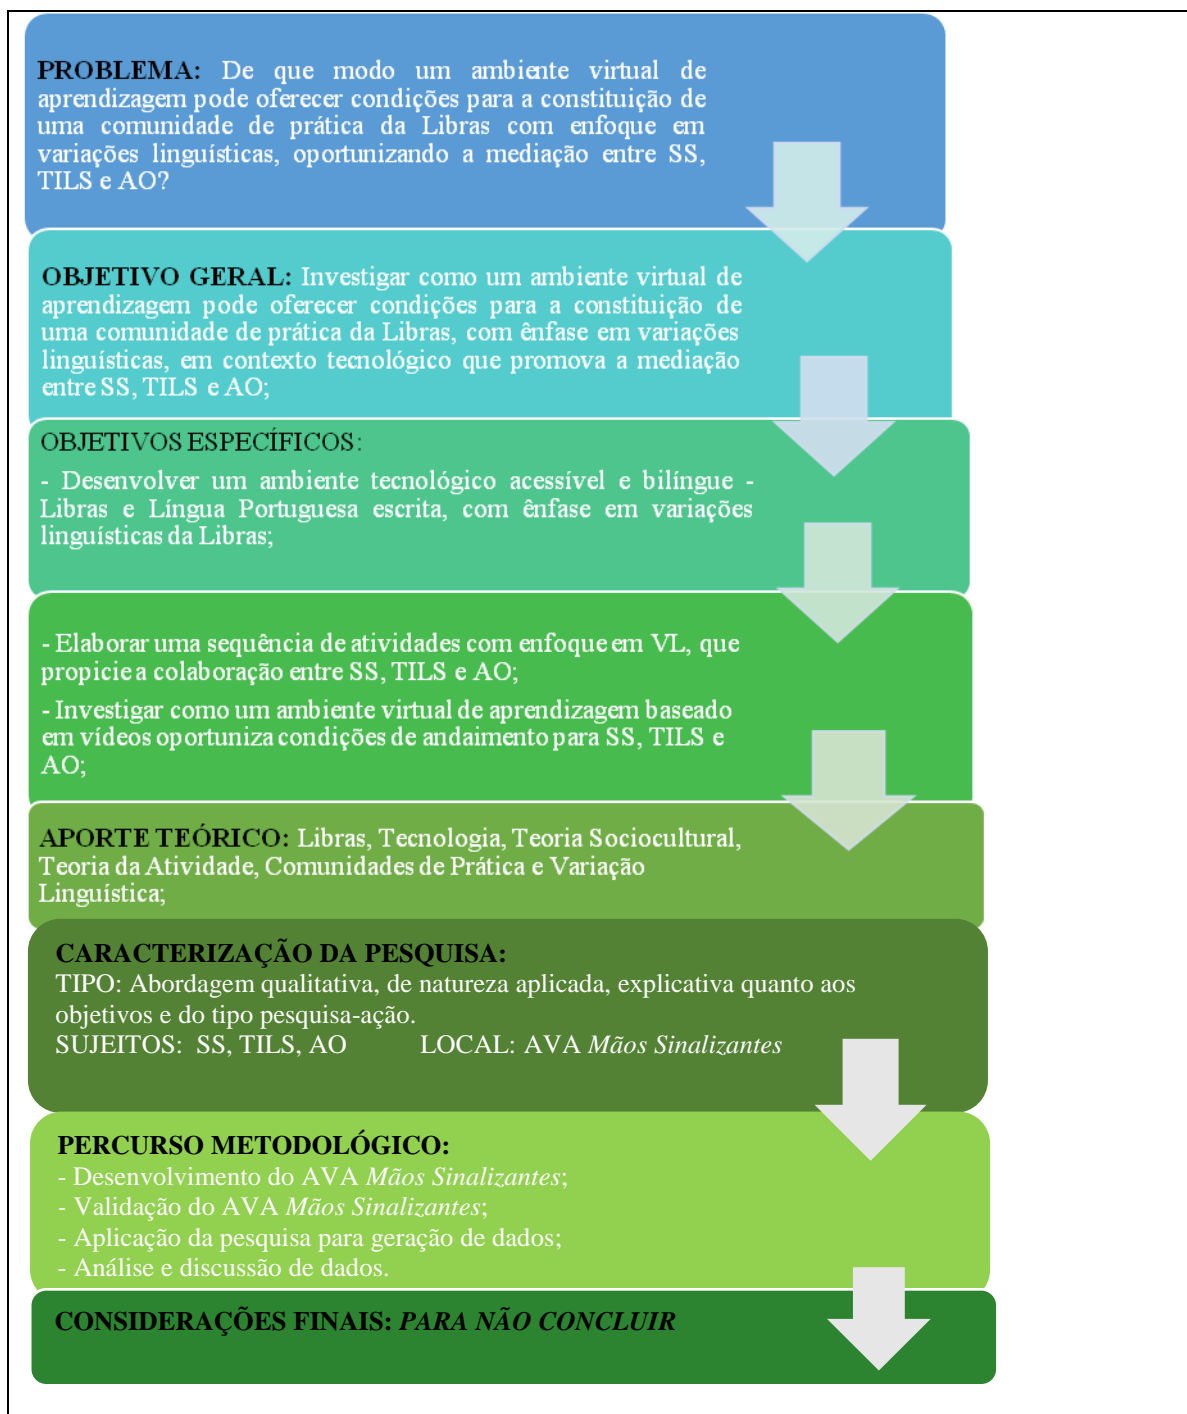 PROBLEMA: De que modo um ambiente virtual de
aprendizagem pode oferecer condições para a constituição de
uma comunidade de prática da Libras com enfoque em
variações linguísticas, oportunizando a mediação entre SS,
TILS e AO?
OBJETIVO GERAL: Investigar como um ambiente virtual de
aprendizagem pode oferecer condições para a constituição de
uma comunidade de prática da Libras, com ênfase em variações
linguísticas, em contexto tecnológico que promova a mediação
entre SS, TILS e AO;
OBJETIVOS ESPECÍFICOS:
- Desenvolver um ambiente tecnológico acessível e bilíngue -
Libras e Língua Portuguesa escrita, com ênfase em variações
linguísticas da Libras;
- Elaborar uma sequência de atividades com enfoque em VL, que
propicie a colaboração entre SS, TILS e AO;
- Investigar como um ambiente virtual de aprendizagem baseado
em vídeos oportuniza condições de andaimento para SS, TILS e
AO;
APORTE TEÓRICO: Libras, Tecnologia, Teoria Sociocultural,
Teoria da Atividade, Comunidades de Prática e Variação
Linguística;
CARACTERIZAÇÃO DA PESQUISA:
TIPO: Abordagem qualitativa, de natureza aplicada, explicativa quanto aos
objetivos e do tipo pesquisa-ação.
SUJEITOS: SS, TILS, AO LOCAL: AVA Mãos Sinalizantes
PERCURSO METODOLÓGICO:
- Desenvolvimento do AVA Mãos Sinalizantes;
- Validação do AVA Mãos Sinalizantes;
- Aplicação da pesquisa para geração de dados;
- Análise e discussão de dados.
CONSIDERAÇÕES FINAIS: PARA NÃO CONCLUIR